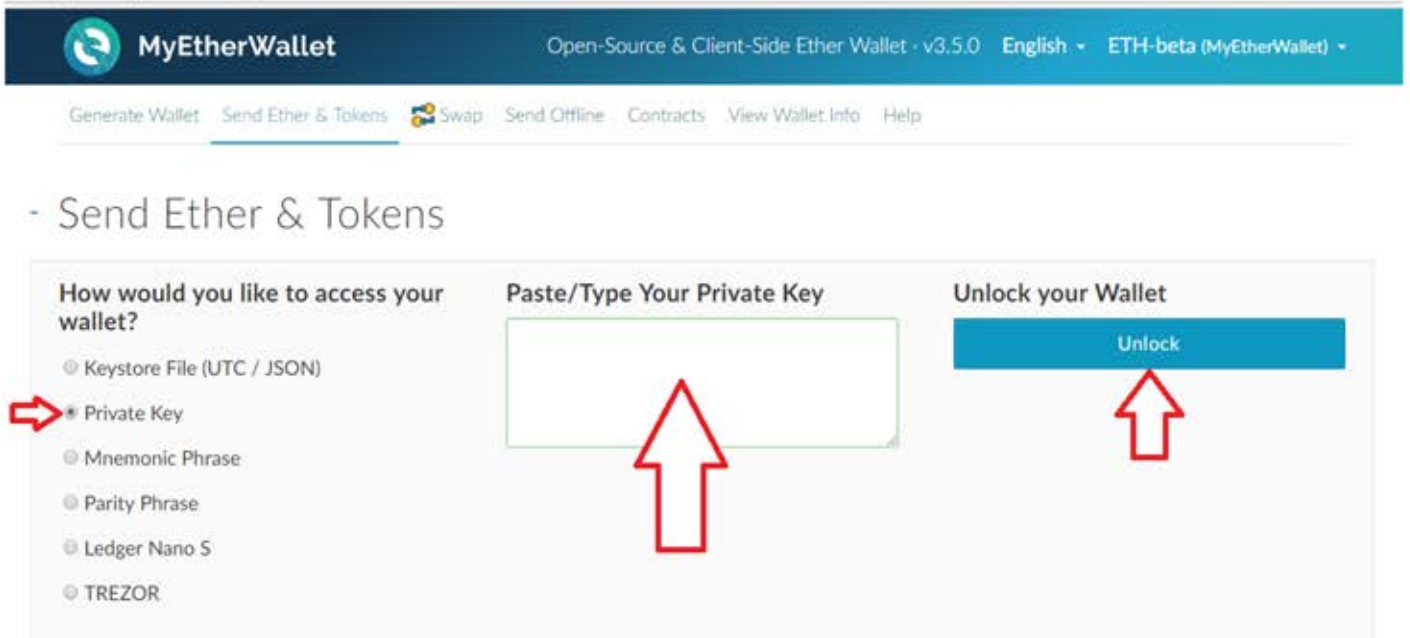 MyEtherWallet
Open-Source & Client-Side Ether Wallet · v3.5.0 English ETH-beta (MyEtherWallet)
Generate Wallet Send Ether & Tokens Swap Send Offline Contracts View Wallet Info Help
- Send Ether & Tokens
How would you like to access your
wallet?
Keystore File (UTC / JSON)
Private Key
Mnemonic Phrase
Parity Phrase
Ledger Nano S
TREZOR
Paste/Type Your Private Key
Unlock your Wallet
Unlock